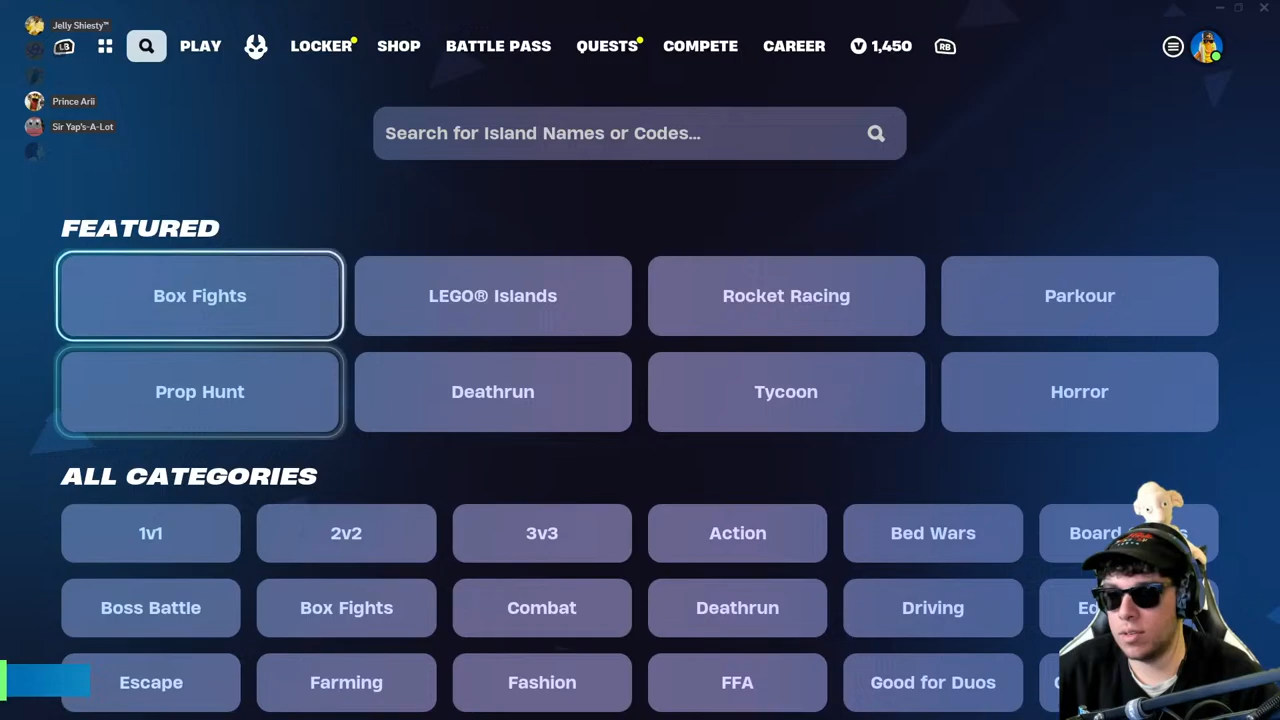 Jelly Shiesty™
LB
PLAY
LOCKER
SHOP
BATTLE PASS
QUESTS
COMPETE
CAREER
V 1,450
RB
Prince Arii
Sir Yap's-A-Lot
Search for Island Names or Codes...
FEATURED
Box Fights
LEGO® Islands
Rocket Racing
Parkour
Prop Hunt
Deathrun
Tycoon
Horror
ALL CATEGORIES
1v1
2v2
3v3
Action
Bed Wars
Boss Battle
Box Fights
Combat
Deathrun
Driving
Escape
Farming
Fashion
FFA
Good for Duos